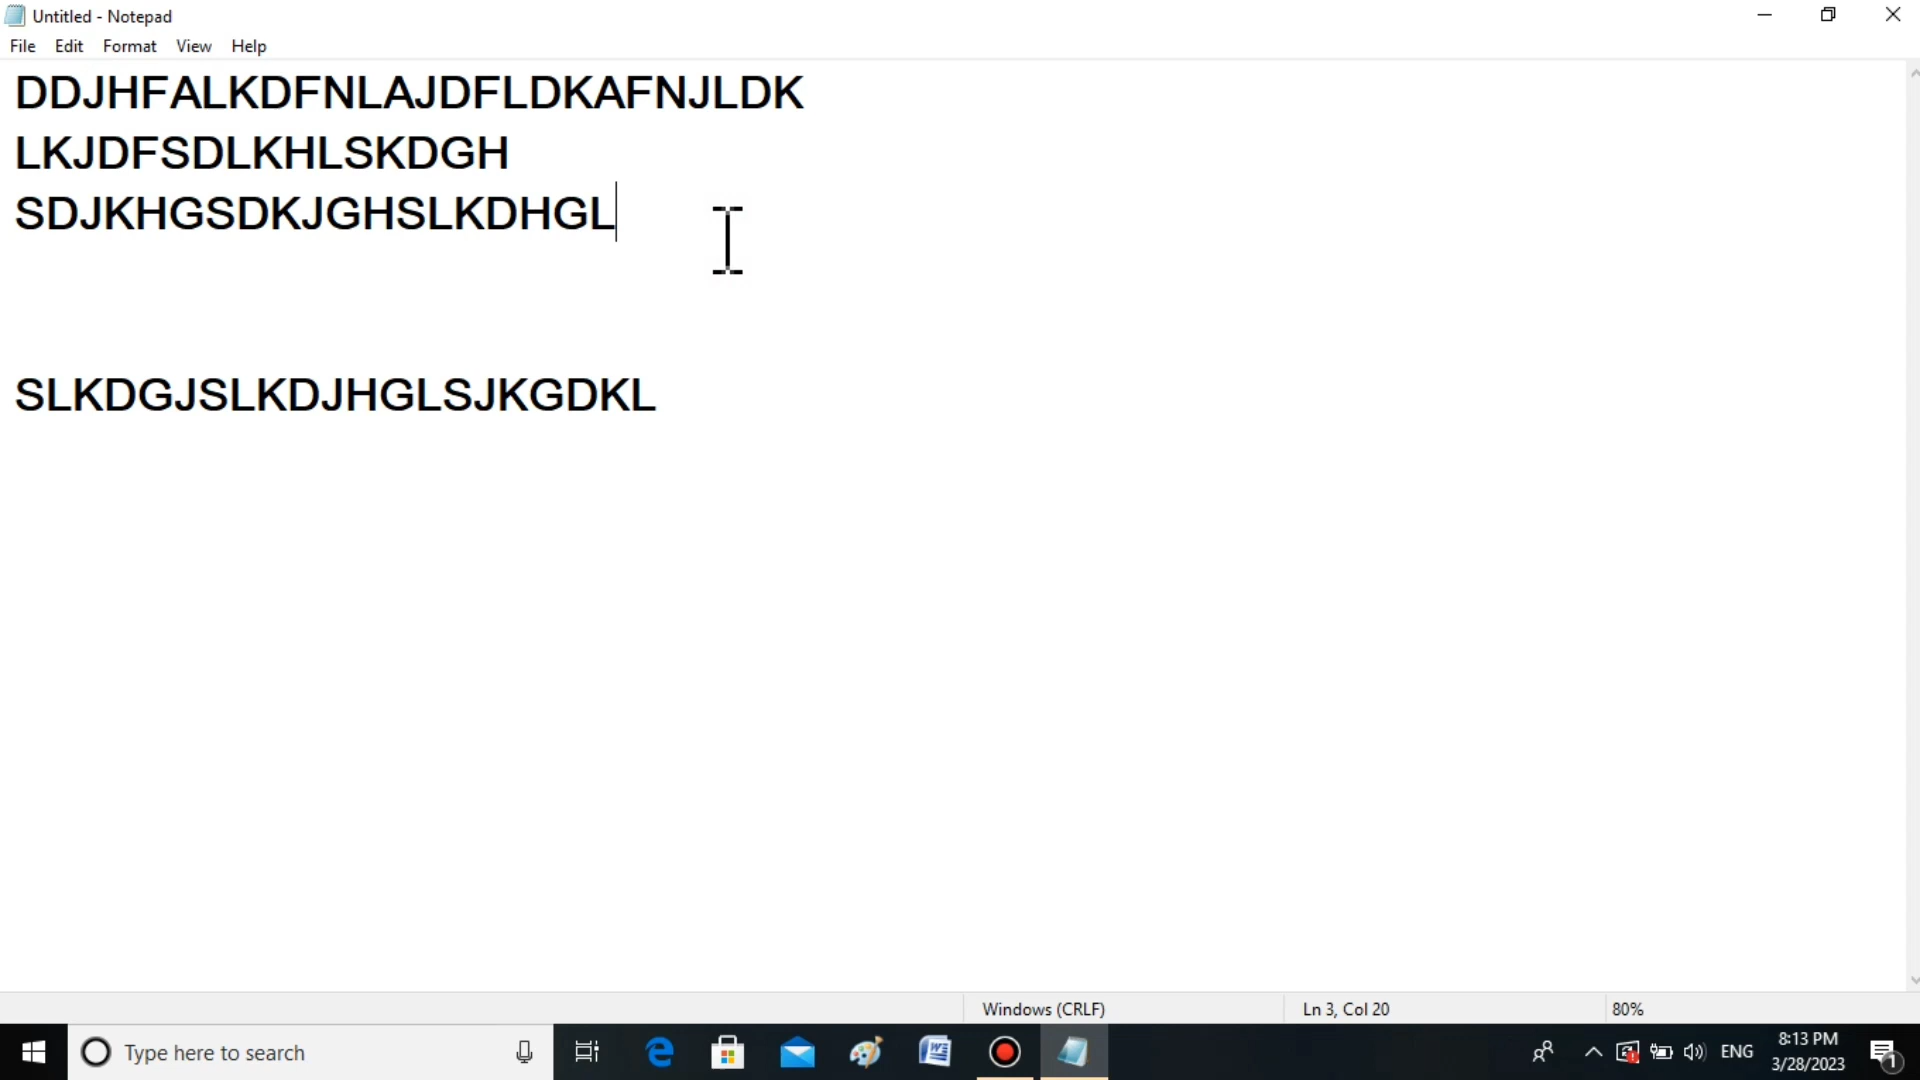 Untitled - Notepad
File Edit Format View Help
DDJHFALKDFNLAJDFLDKAFNJLDK
LKJDFSDLKHLSKDGH
SDJKHGSDKJGHSLKDHGL
SLKDGJSLKDJHGLSJKGDKL
Windows (CRLF) Ln 3, Col 20 80%
Type here to search ENG 8:13 PM
3/28/2023 1